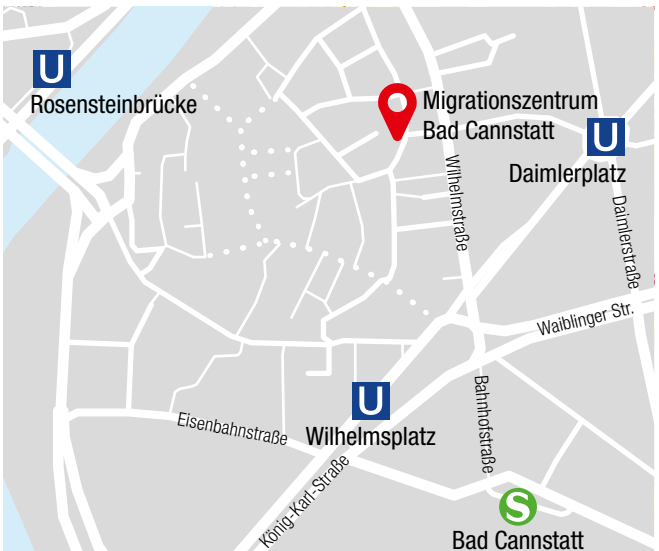 U
Rosensteinbrücke
Migrationszentrum
Bad Cannstatt
U
Daimlerplatz
Wilhelmstraße
Daimlerstraße
Waiblinger Str.
U
Wilhelmsplatz
Bahnhofstraße
Eisenbahnstraße
König-Karl-Straße
S
Bad Cannstatt